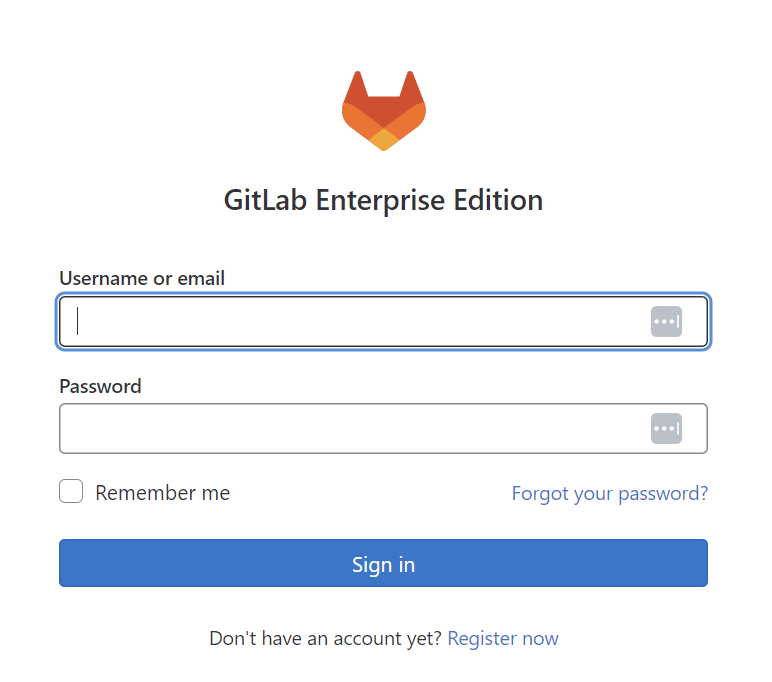 GitLab Enterprise Edition
Username or email
Password
Remember me
Forgot your password?
Sign in
Don't have an account yet? Register now